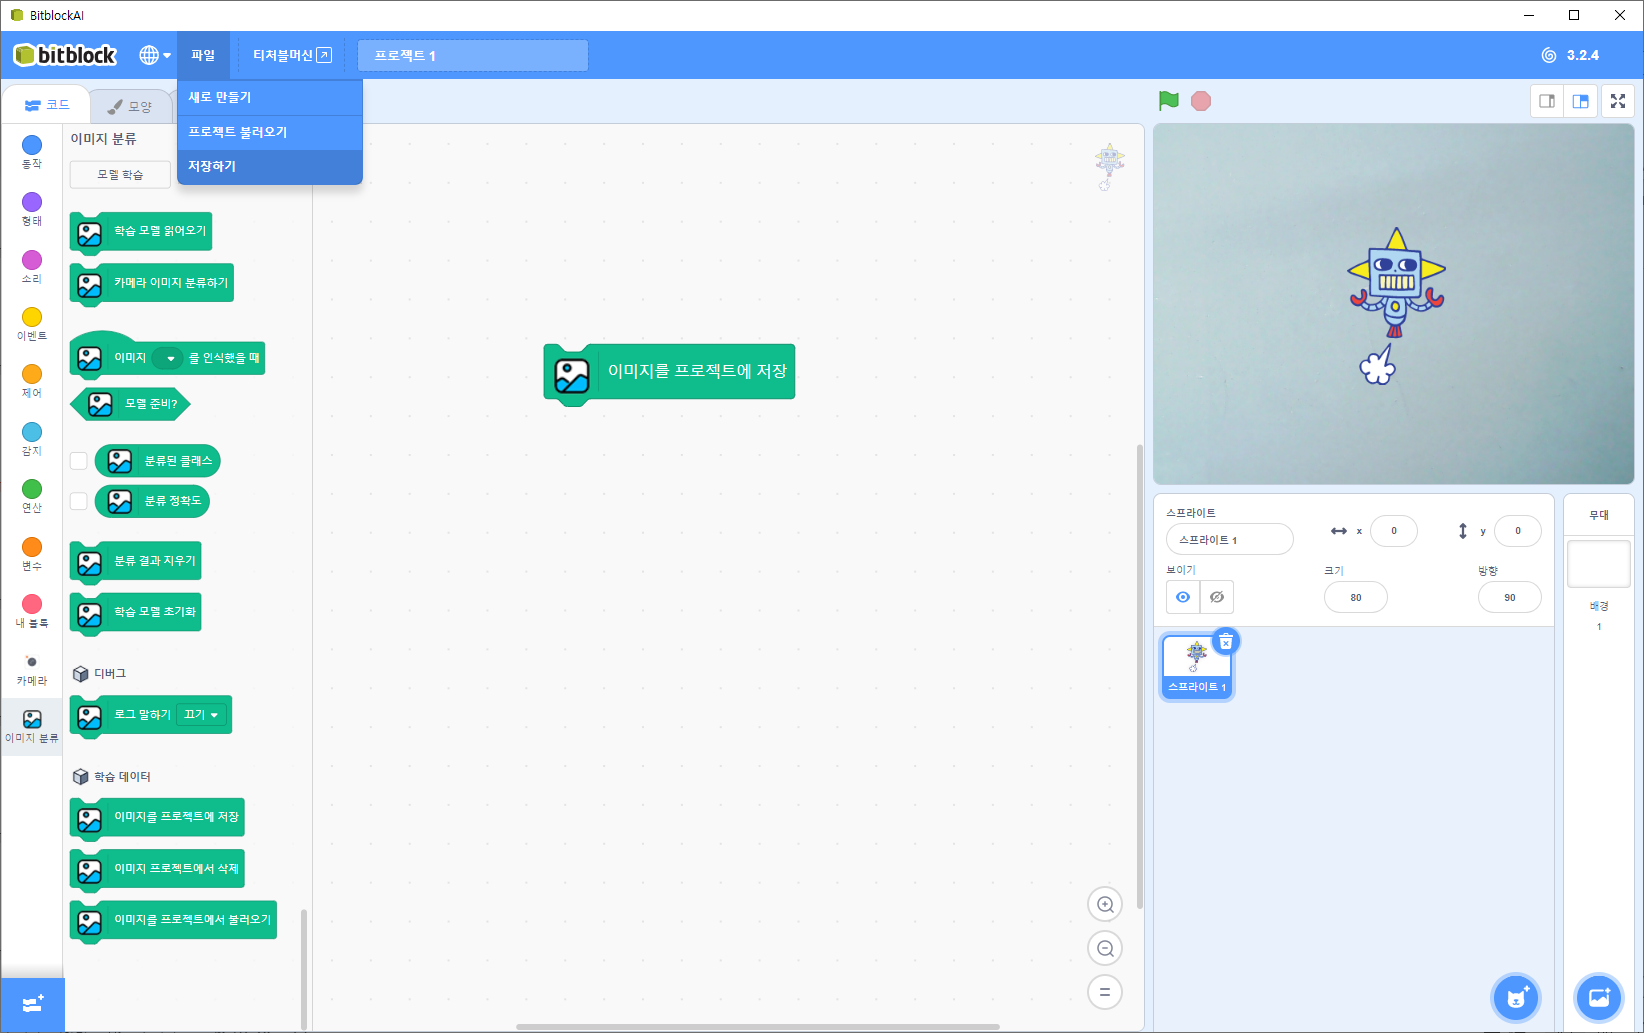 BitblockAI
bitblock
파일
티처블머신
프로젝트 1
3.2.4
새로 만들기
프로젝트 불러오기
저장하기
코드
모양
동작
형태
소리
이벤트
제어
감지
연산
변수
내 블록
카메라
이미지 분류
이미지 분류
모델 학습
학습 모델 읽어오기
카메라 이미지 분류하기
이미지 를 인식했을 때
모델 준비?
분류된 클래스
분류 정확도
분류 결과 지우기
학습 모델 초기화
디버그
로그 말하기 끄기
학습 데이터
이미지를 프로젝트에 저장
이미지 프로젝트에서 삭제
이미지를 프로젝트에서 불러오기
이미지를 프로젝트에 저장
스프라이트
스프라이트 1
x 0
y 0
보이기
크기
80
방향
90
스프라이트 1
무대
배경
1